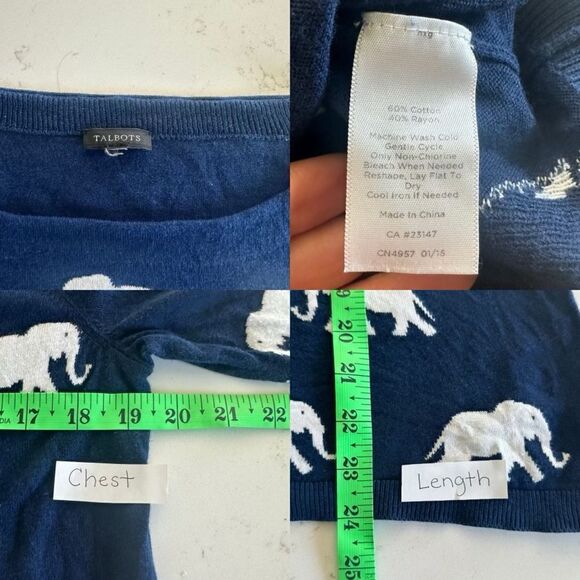 TALBOTS
60% Cotton
40% Rayon
Machine Wash Cold
Gentle Cycle
Only Non-Chlorine
Bleach When Needed
Reshape, Lay Flat To
Dry
Cool Iron If Needed
Made In China
CA #23147
CN4957 01/15
17 18 19 20 21 22
Chest
19
20
21
22
23
24
25
Length